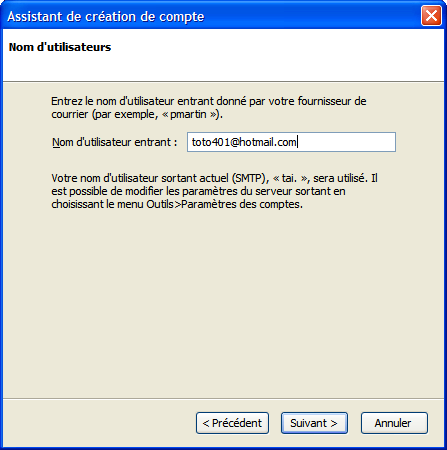 Assistant de création de compte
Nom d'utilisateurs
Entrez le nom d'utilisateur entrant donné par votre fournisseur de
courrier (par exemple, « pmartin »).
Nom d'utilisateur entrant :
toto401@hotmail.com
Votre nom d'utilisateur sortant actuel (SMTP), « tai. », sera utilisé. Il
est possible de modifier les paramètres du serveur sortant en
choisissant le menu Outils>Paramètres des comptes.
< Précédent
Suivant >
Annuler